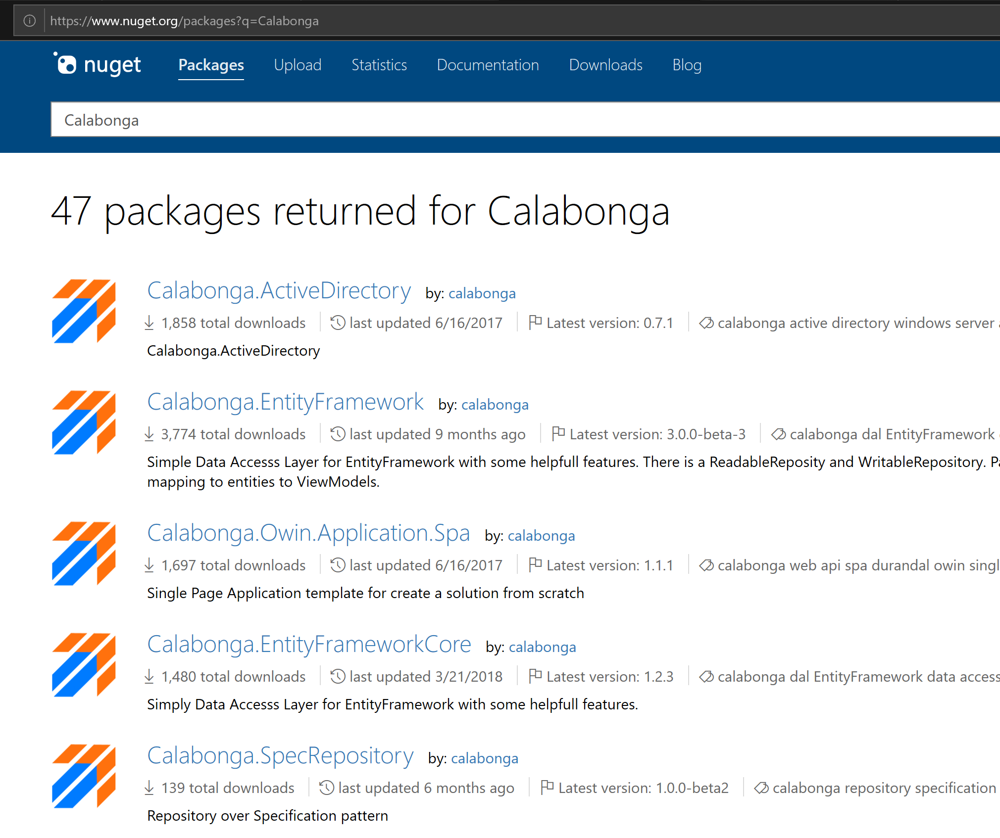 https://www.nuget.org/packages?q=Calabonga
nuget Packages Upload Statistics Documentation Downloads Blog
Calabonga
47 packages returned for Calabonga
Calabonga.ActiveDirectory by: calabonga
1,858 total downloads last updated 6/16/2017 Latest version: 0.7.1 calabonga active directory windows server
Calabonga.ActiveDirectory
Calabonga.EntityFramework by: calabonga
3,774 total downloads last updated 9 months ago Latest version: 3.0.0-beta-3 calabonga dal EntityFramework
Simple Data Accesss Layer for EntityFramework with some helpfull features. There is a ReadableReposity and WritableRepository.
mapping to entities to ViewModels.
Calabonga.Owin.Application.Spa by: calabonga
1,697 total downloads last updated 6/16/2017 Latest version: 1.1.1 calabonga web api spa durandal owin singl
Single Page Application template for create a solution from scratch
Calabonga.EntityFrameworkCore by: calabonga
1,480 total downloads last updated 3/21/2018 Latest version: 1.2.3 calabonga dal EntityFramework data access
Simply Data Accesss Layer for EntityFramework with some helpfull features.
Calabonga.SpecRepository by: calabonga
139 total downloads last updated 6 months ago Latest version: 1.0.0-beta2 calabonga repository specification
Repository over Specification pattern